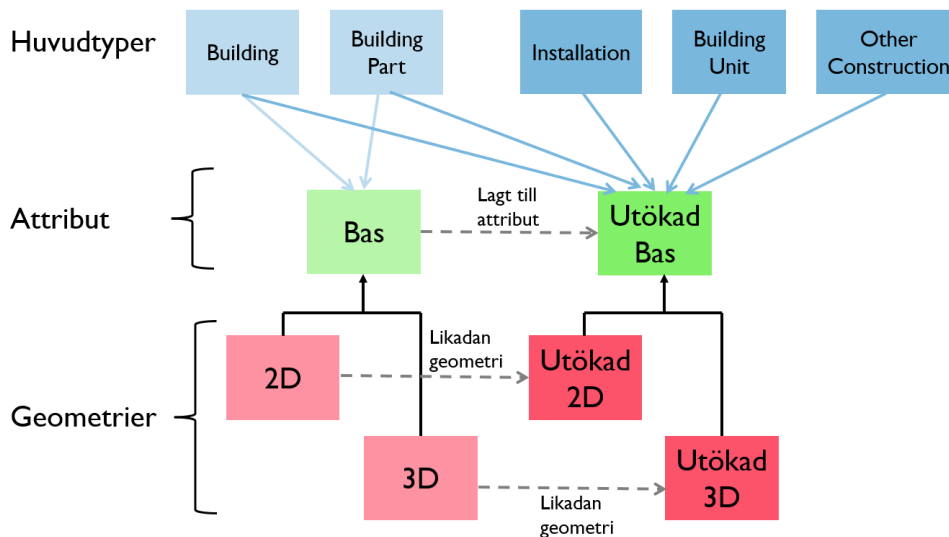 Huvudtyper
Building
Building
Part
Installation
Building
Unit
Other
Construction
Attribut
Bas
Lagt till
attribut
Utökad
Bas
Geometrier
2D
Likadan
geometri
Utökad
2D
3D
Likadan
geometri
Utökad
3D